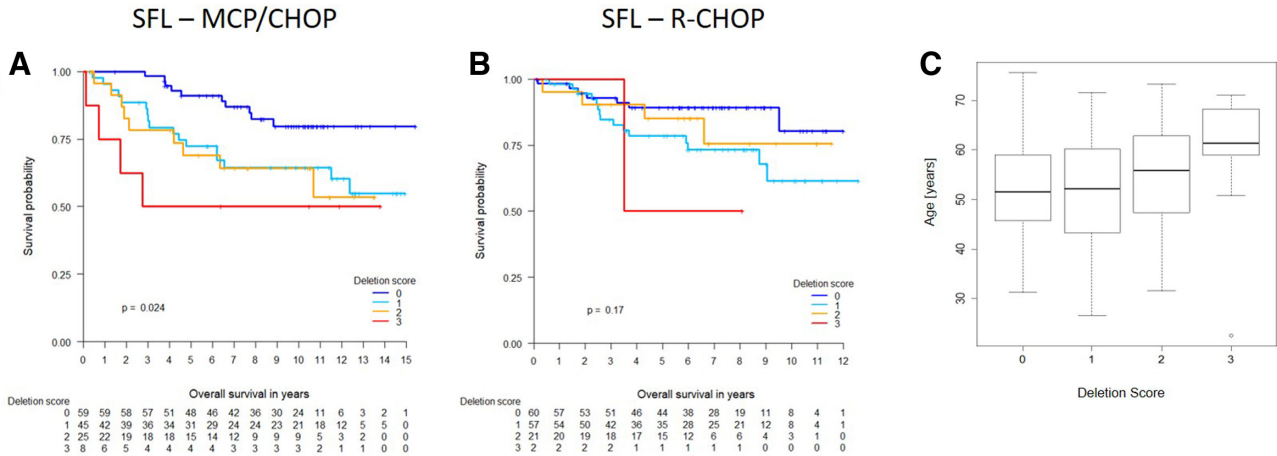 SFL – MCP/CHOP
A
Survival probability
1.00
0.75
0.50
0.25
0.00
p = 0.024
Deletion score
0
1
2
3
0 1 2 3 4 5 6 7 8 9 10 11 12 13 14 15
Overall survival in years
Deletion score
0 59 59 58 57 51 48 46 42 36 30 24 11 6 3 2 1
1 45 42 39 36 34 31 29 24 24 23 21 18 12 5 5 0
2 25 22 19 18 18 15 14 12 9 9 9 5 3 2 0 0
3 8 6 5 4 4 4 4 3 3 3 3 2 1 1 0 0
SFL – R-CHOP
B
Survival probability
1.00
0.75
0.50
0.25
0.00
p = 0.17
Deletion score
0
1
2
3
0 1 2 3 4 5 6 7 8 9 10 11 12
Overall survival in years
Deletion score
0 60 57 53 51 46 44 38 28 19 11 8 4 1
1 57 54 50 42 36 35 28 25 21 12 8 4 1
2 21 20 19 18 17 15 12 6 6 4 3 1 0
3 2 2 2 2 1 1 1 1 1 0 0 0 0
C
Age [years]
70
60
50
40
30
0 1 2 3
Deletion Score